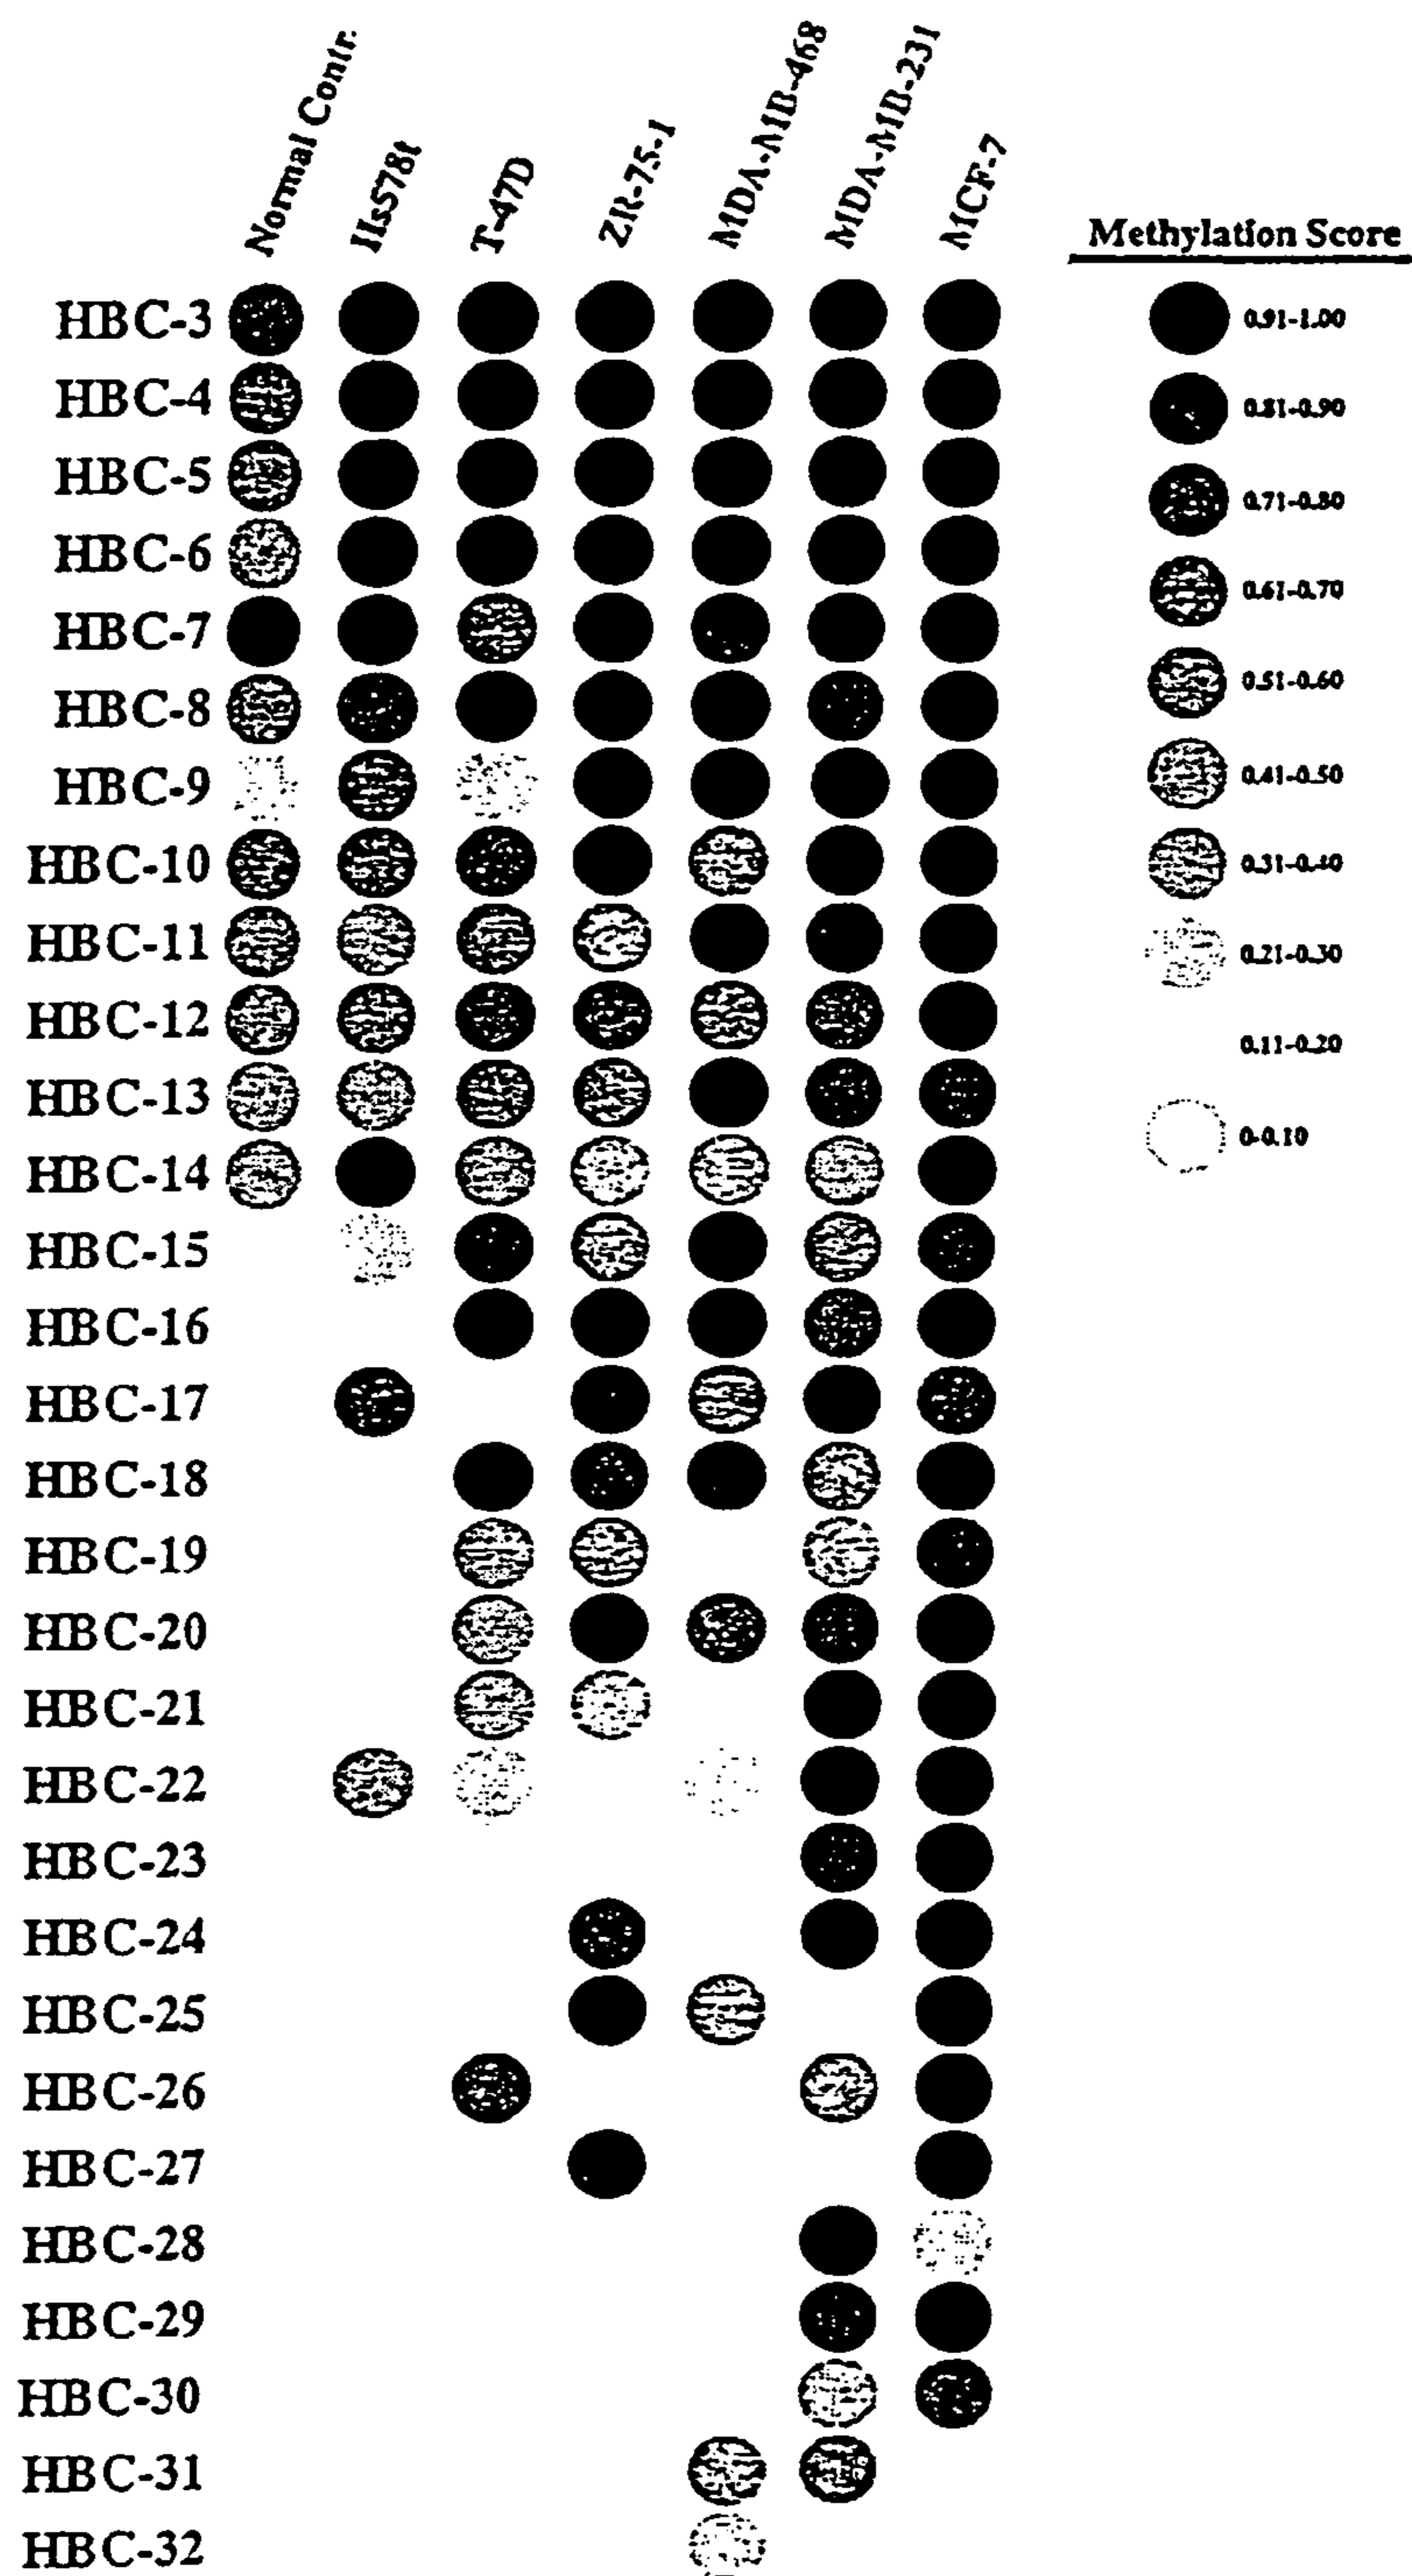 Normal Contr.
Hs578t
T-47D
ZR-75-1
MDA-MB-468
MDA-MB-231
MCF-7
Methylation Score
HBC-3
HBC-4
HBC-5
HBC-6
HBC-7
HBC-8
HBC-9
HBC-10
HBC-11
HBC-12
HBC-13
HBC-14
HBC-15
HBC-16
HBC-17
HBC-18
HBC-19
HBC-20
HBC-21
HBC-22
HBC-23
HBC-24
HBC-25
HBC-26
HBC-27
HBC-28
HBC-29
HBC-30
HBC-31
HBC-32
0.91-1.00
0.81-0.90
0.71-0.80
0.61-0.70
0.51-0.60
0.41-0.50
0.31-0.40
0.21-0.30
0.11-0.20
0-0.10